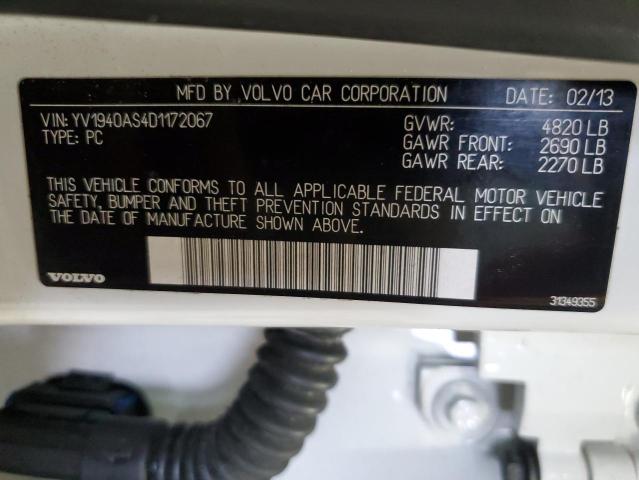 MFD BY VOLVO CAR CORPORATION DATE: 02/13
VIN: YV1940AS4D1172067 GVWR: 4820 LB
TYPE: PC GAWR FRONT: 2690 LB
GAWR REAR: 2270 LB
THIS VEHICLE CONFORMS TO ALL APPLICABLE FEDERAL MOTOR VEHICLE
SAFETY, BUMPER AND THEFT PREVENTION STANDARDS IN EFFECT ON
THE DATE OF MANUFACTURE SHOWN ABOVE.
VOLVO 31349355